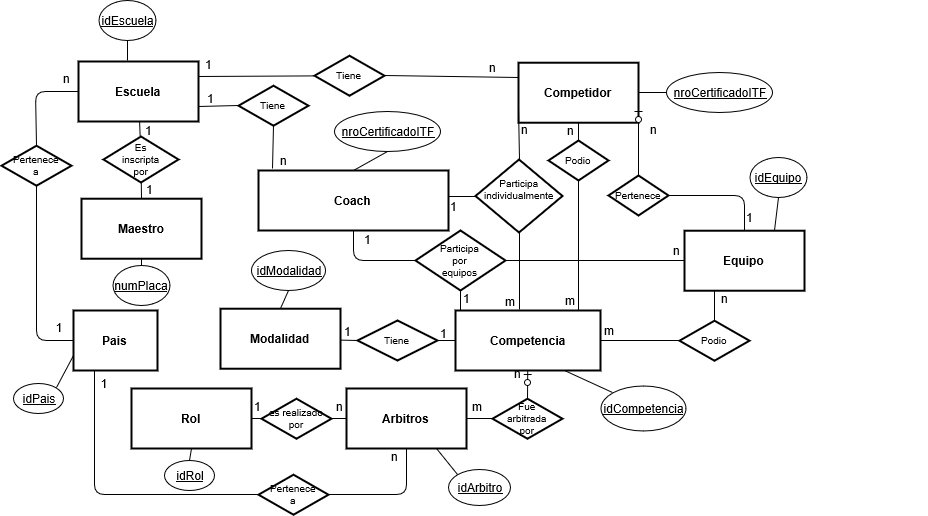 idEscuela
1
Tiene
n
n
Escuela
1
Tiene
Competidor
nroCertificadoITF
1
nroCertificadoITF
n
n
n
Es
inscripta
por
Pertenece
a
n
Podio
Participa
individualmente
idEquipo
1
Coach
1
Pertenece
Maestro
1
1
Participa
por
equipos
n
Equipo
idModalidad
numPlaca
1
m
m
n
1
Pais
Modalidad
1
Tiene
1
Competencia
m
Podio
1
n
idPais
Rol
1
es realizado
por
n
Arbitros
m
Fue
arbitrada
por
idCompetencia
n
idRol
Pertenece
a
idArbitro